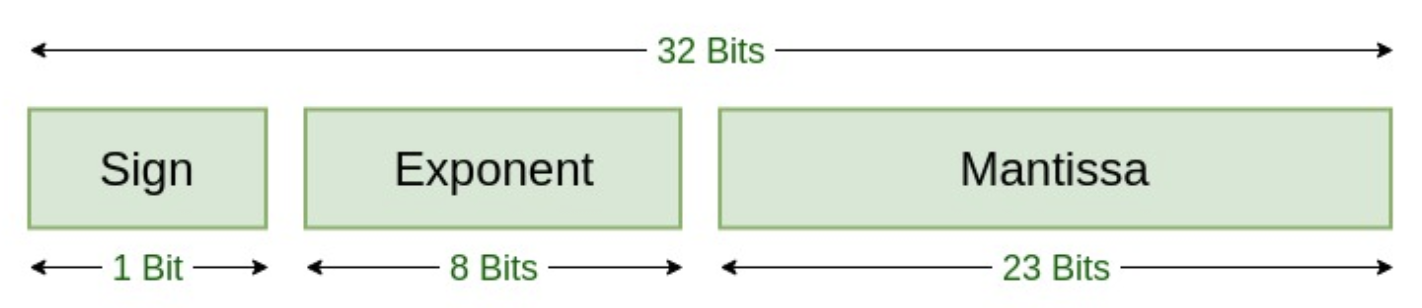 32 Bits
Sign Exponent Mantissa
1 Bit 8 Bits 23 Bits